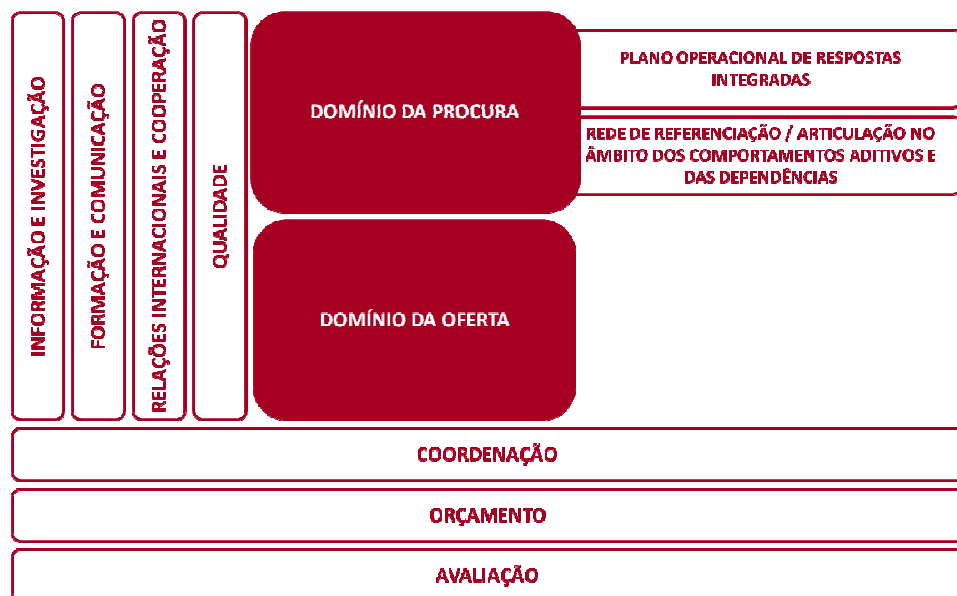 INFORMAÇÃO E INVESTIGAÇÃO
FORMAÇÃO E COMUNICAÇÃO
RELAÇÕES INTERNACIONAIS E COOPERAÇÃO
QUALIDADE
DOMÍNIO DA PROCURA
PLANO OPERACIONAL DE RESPOSTAS
INTEGRADAS
REDE DE REFERENCIAÇÃO / ARTICULAÇÃO NO
ÂMBITO DOS COMPORTAMENTOS ADITIVOS E
DAS DEPENDÊNCIAS
DOMÍNIO DA OFERTA
COORDENAÇÃO
ORÇAMENTO
AVALIAÇÃO